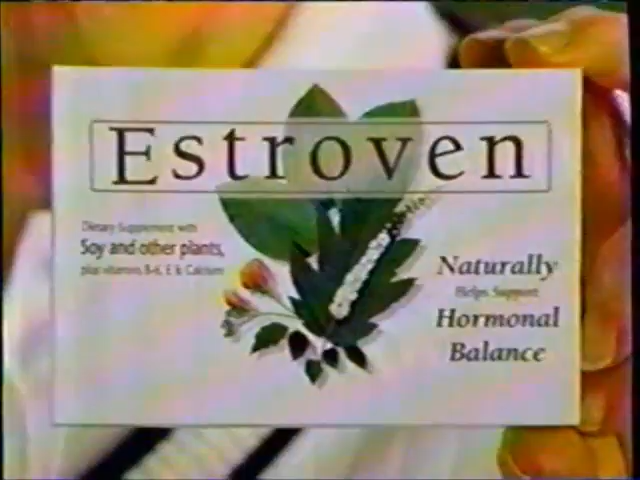 Estroven
Dietary Supplement with
Soy and other plants,
plus vitamins B-6, E & Calcium
Naturally
Helps Support
Hormonal
Balance